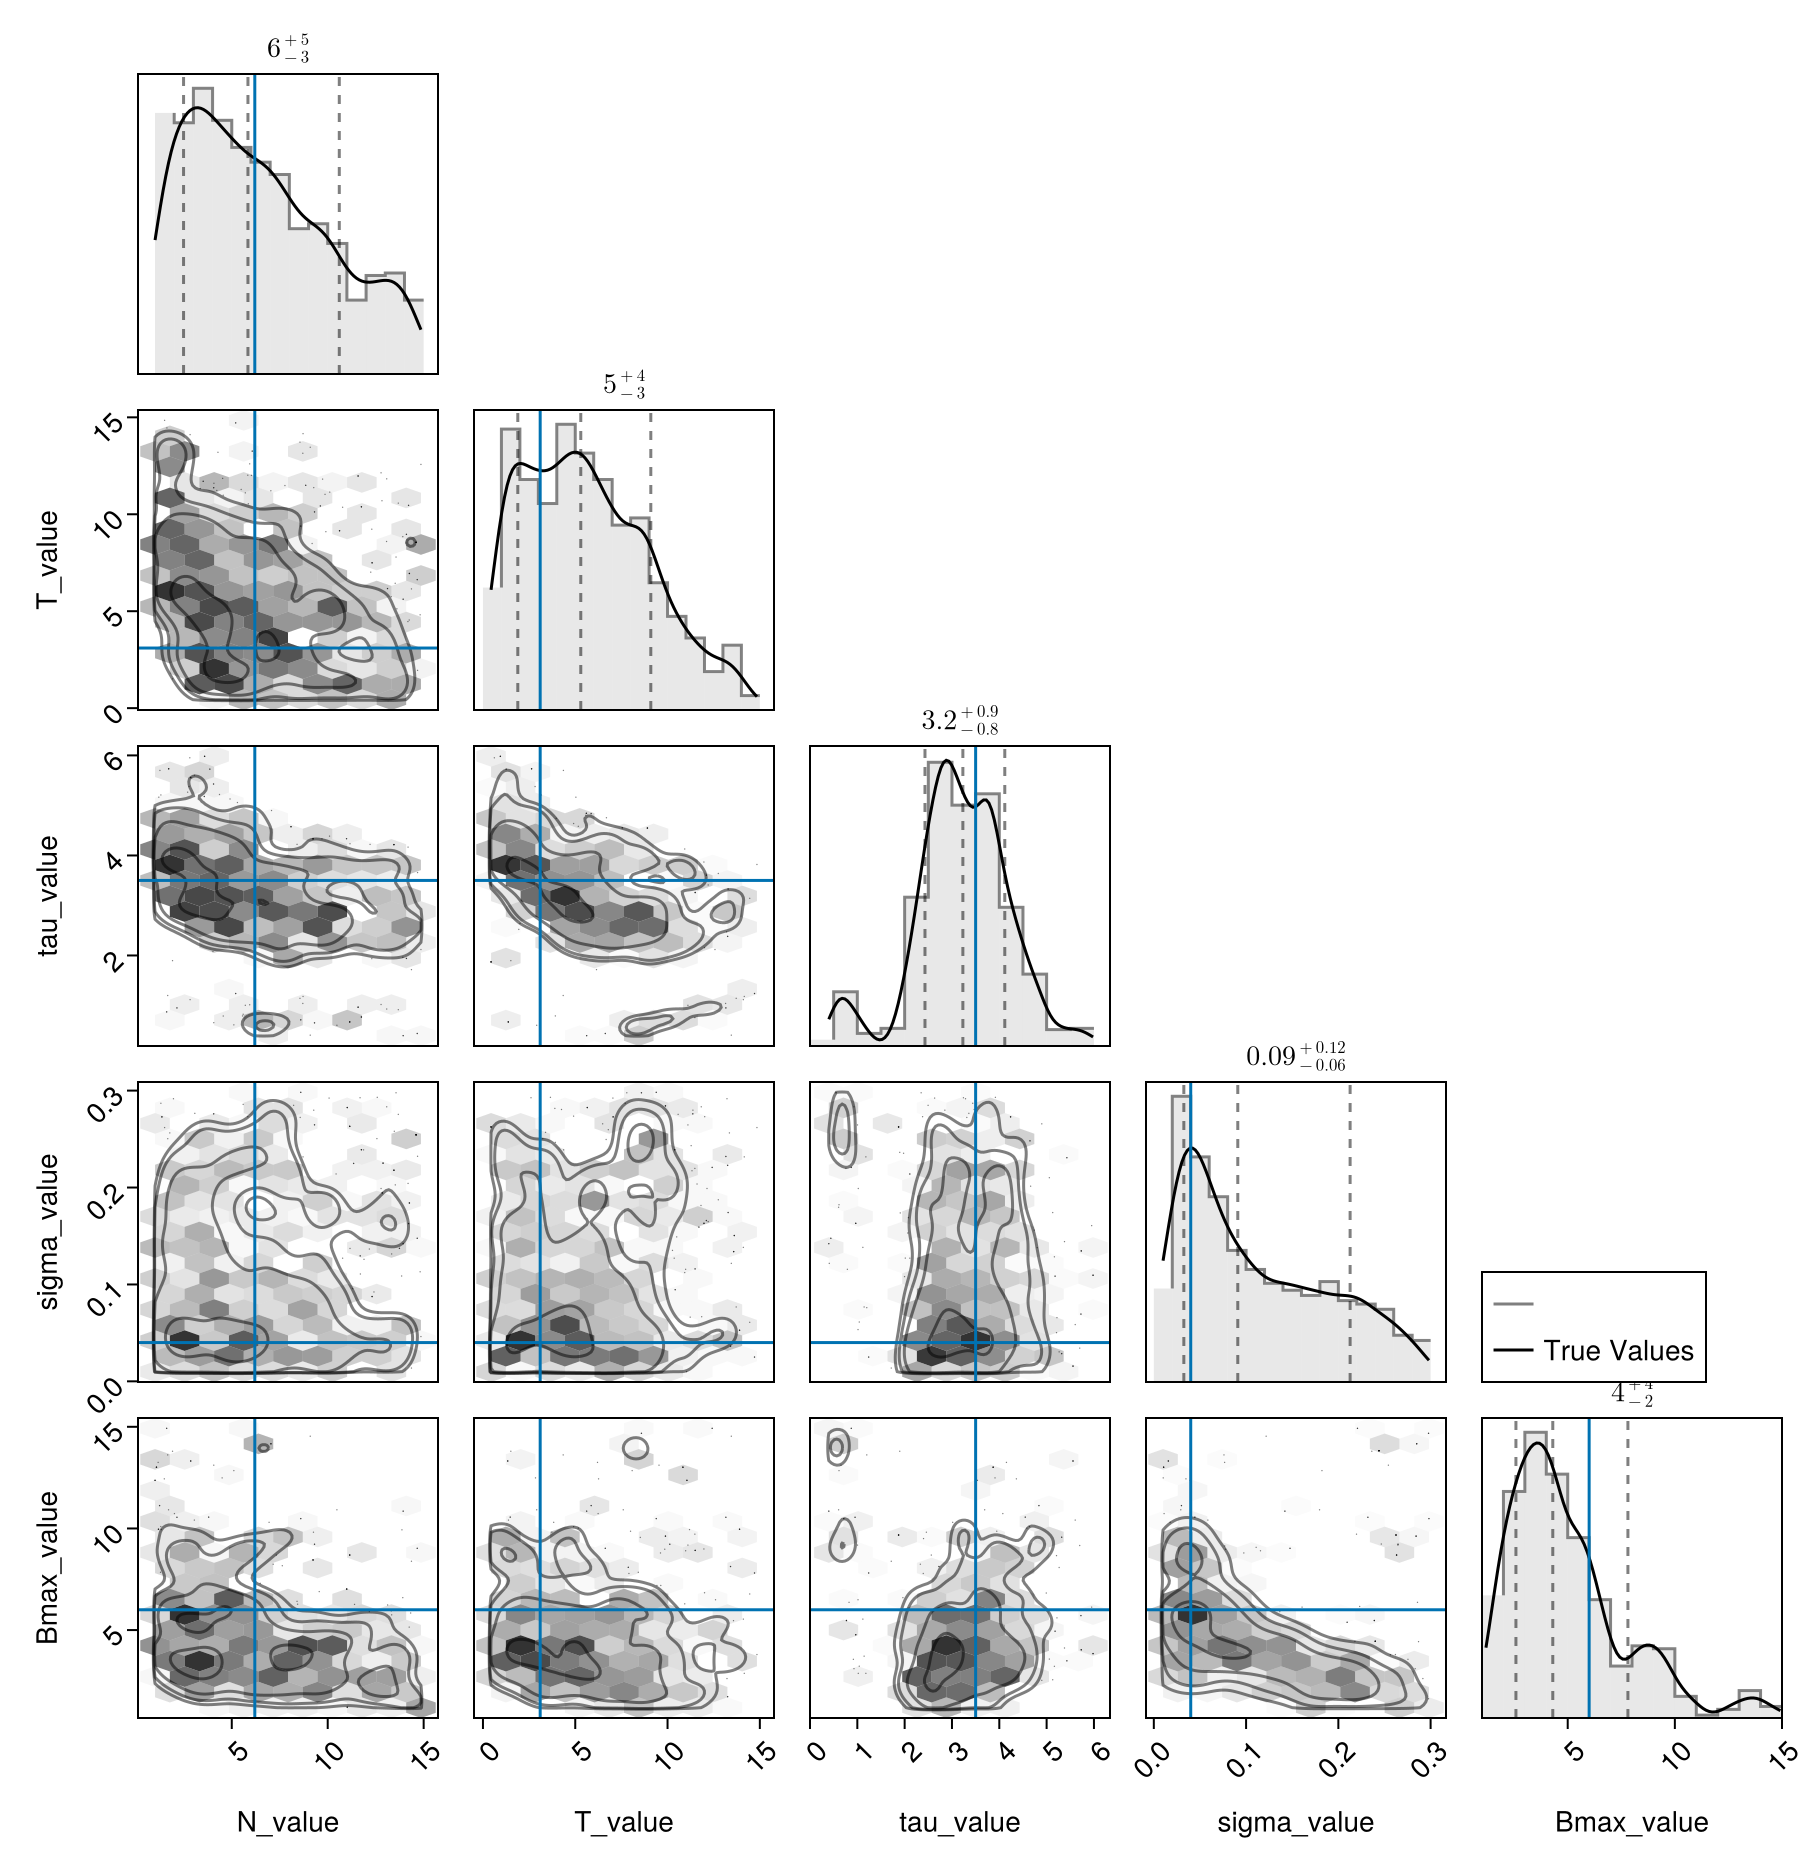 6 +5 −3
15
10
5
0
T_value
5 +4 −3
6
4
2
tau_value
3.2 +0.9 −0.8
0.3
0.2
0.1
0.0
sigma_value
0.09 +0.12 −0.06
True Values
4 +4 −2
15
10
5
Bmax_value
5 10 15
0 5 10 15
0 1 2 3 4 5 6
0.0 0.1 0.2 0.3
5 10 15
N_value T_value tau_value sigma_value Bmax_value